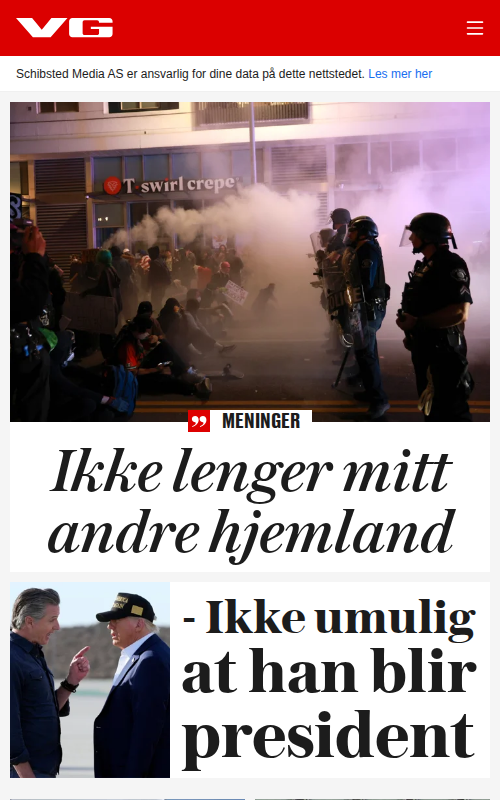 VG
Schibsted Media AS er ansvarlig for dine data på dette nettstedet. Les mer her
T swirl crepe
MENINGER
Ikke lenger mitt
andre hjemland
- Ikke umulig
at han blir
president